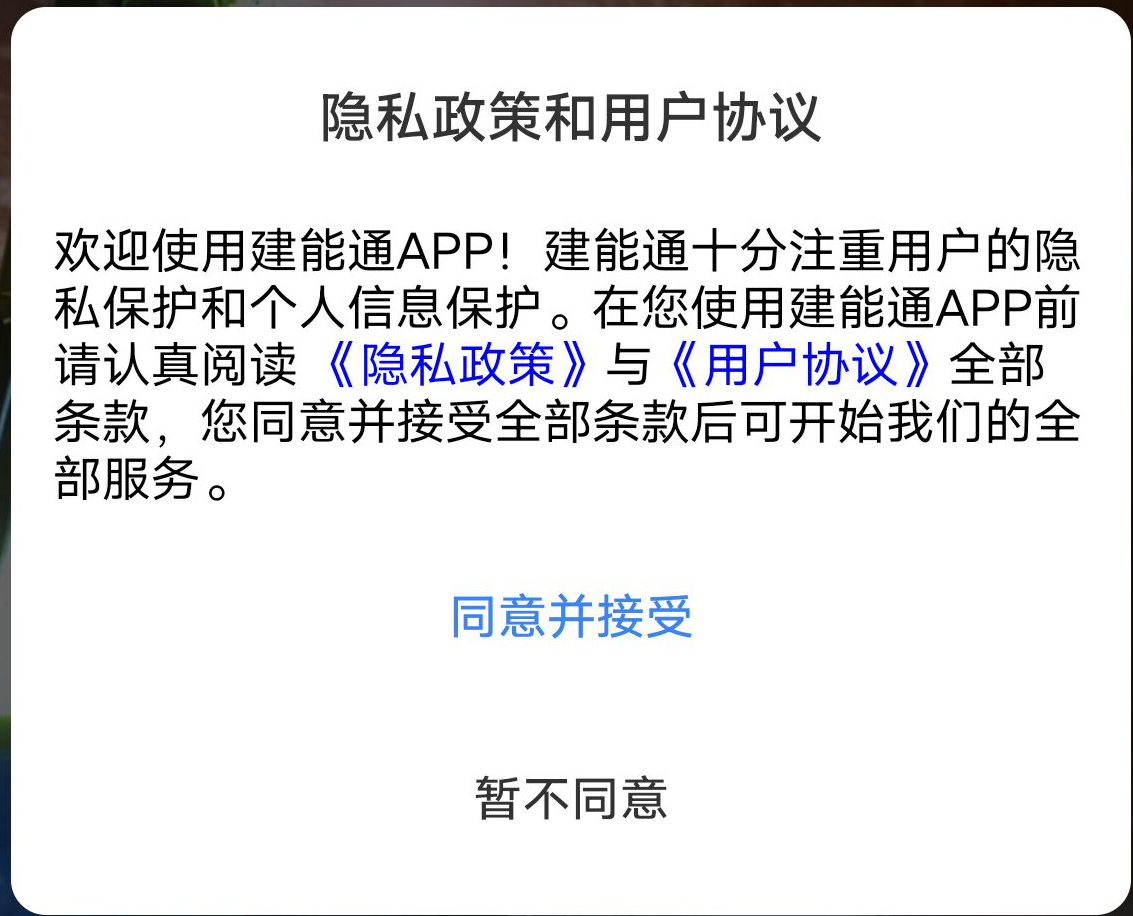 隐私政策和用户协议
欢迎使用建能通APP！建能通十分注重用户的隐
私保护和个人信息保护。在您使用建能通APP前
请认真阅读《隐私政策》与《用户协议》全部
条款，您同意并接受全部条款后可开始我们的全
部服务。
同意并接受
暂不同意